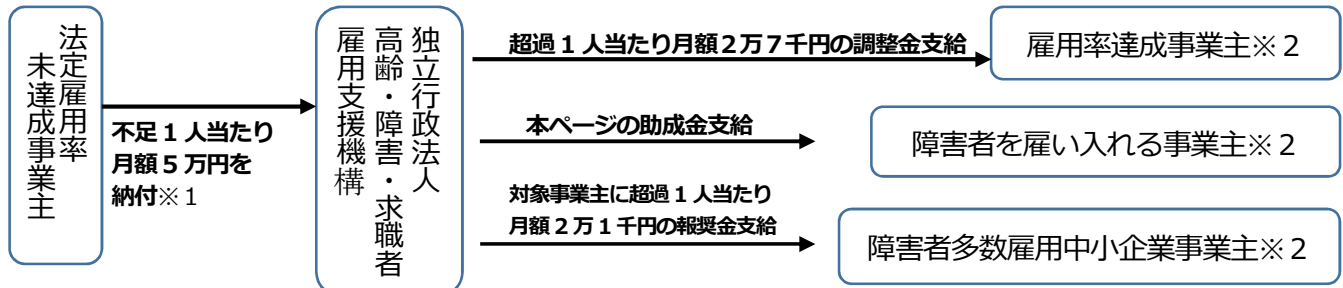 法定雇用率
未達成事業主
不足１人当たり
月額５万円を
納付※１
独立行政法人
高齢・障害・求職者
雇用支援機構
超過１人当たり月額２万７千円の調整金支給
雇用率達成事業主※２
本ページの助成金支給
障害者を雇い入れる事業主※２
対象事業主に超過１人当たり
月額２万１千円の報奨金支給
障害者多数雇用中小企業事業主※２